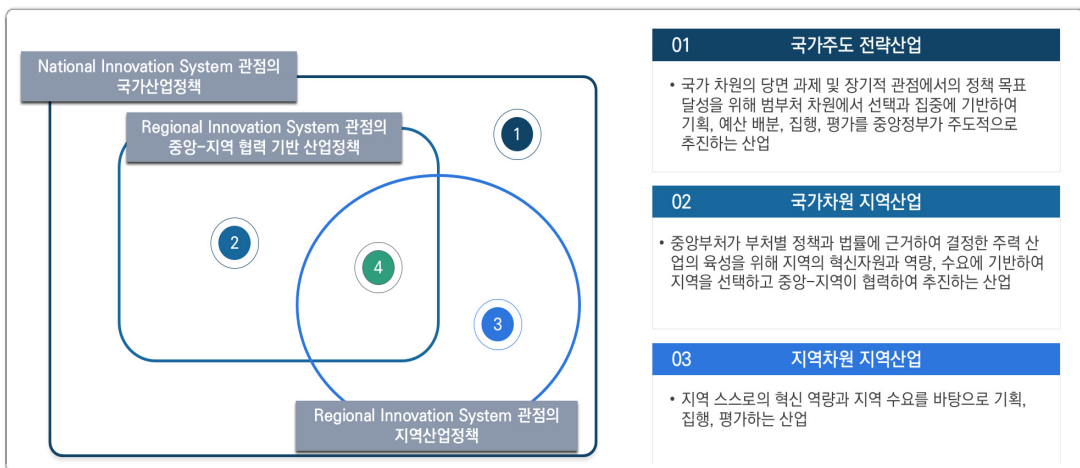 National Innovation System 관점의
국가산업정책
Regional Innovation System 관점의
중앙-지역 협력 기반 산업정책
1
2
4
3
Regional Innovation System 관점의
지역산업정책
01 국가주도 전략산업
• 국가 차원의 당면 과제 및 장기적 관점에서의 정책 목표
달성을 위해 범부처 차원에서 선택과 집중에 기반하여
기획, 예산 배분, 집행, 평가를 중앙정부가 주도적으로
추진하는 산업
02 국가차원 지역산업
• 중앙부처가 부처별 정책과 법률에 근거하여 결정한 주력 산
업의 육성을 위해 지역의 혁신자원과 역량, 수요에 기반하여
지역을 선택하고 중앙-지역이 협력하여 추진하는 산업
03 지역차원 지역산업
• 지역 스스로의 혁신 역량과 지역 수요를 바탕으로 기획,
집행, 평가하는 산업